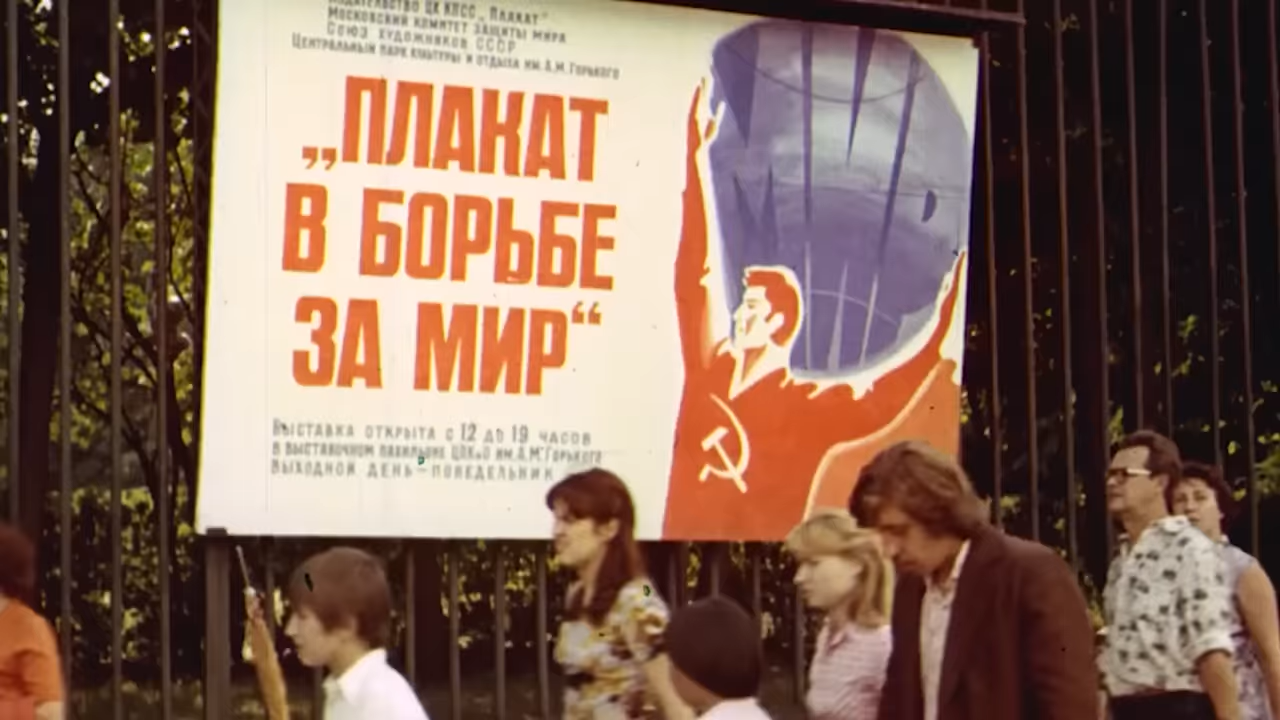 ИЗДАТЕЛЬСТВО ЦК КПСС „ПЛАКАТ“
МОСКОВСКИЙ КОМИТЕТ ЗАЩИТЫ МИРА
СОЮЗ ХУДОЖНИКОВ СССР
ЦЕНТРАЛЬНЫЙ ПАРК КУЛЬТУРЫ И ОТДЫХА ИМ. А.М. ГОРЬКОГО
„ПЛАКАТ
В БОРЬБЕ
ЗА МИР“
ВЫСТАВКА ОТКРЫТА С 12 ДО 19 ЧАСОВ
В ВЫСТАВОЧНОМ ПАВИЛЬОНЕ ЦПКиО ИМ. А.М. ГОРЬКОГО
ВЫХОДНОЙ ДЕНЬ – ПОНЕДЕЛЬНИК